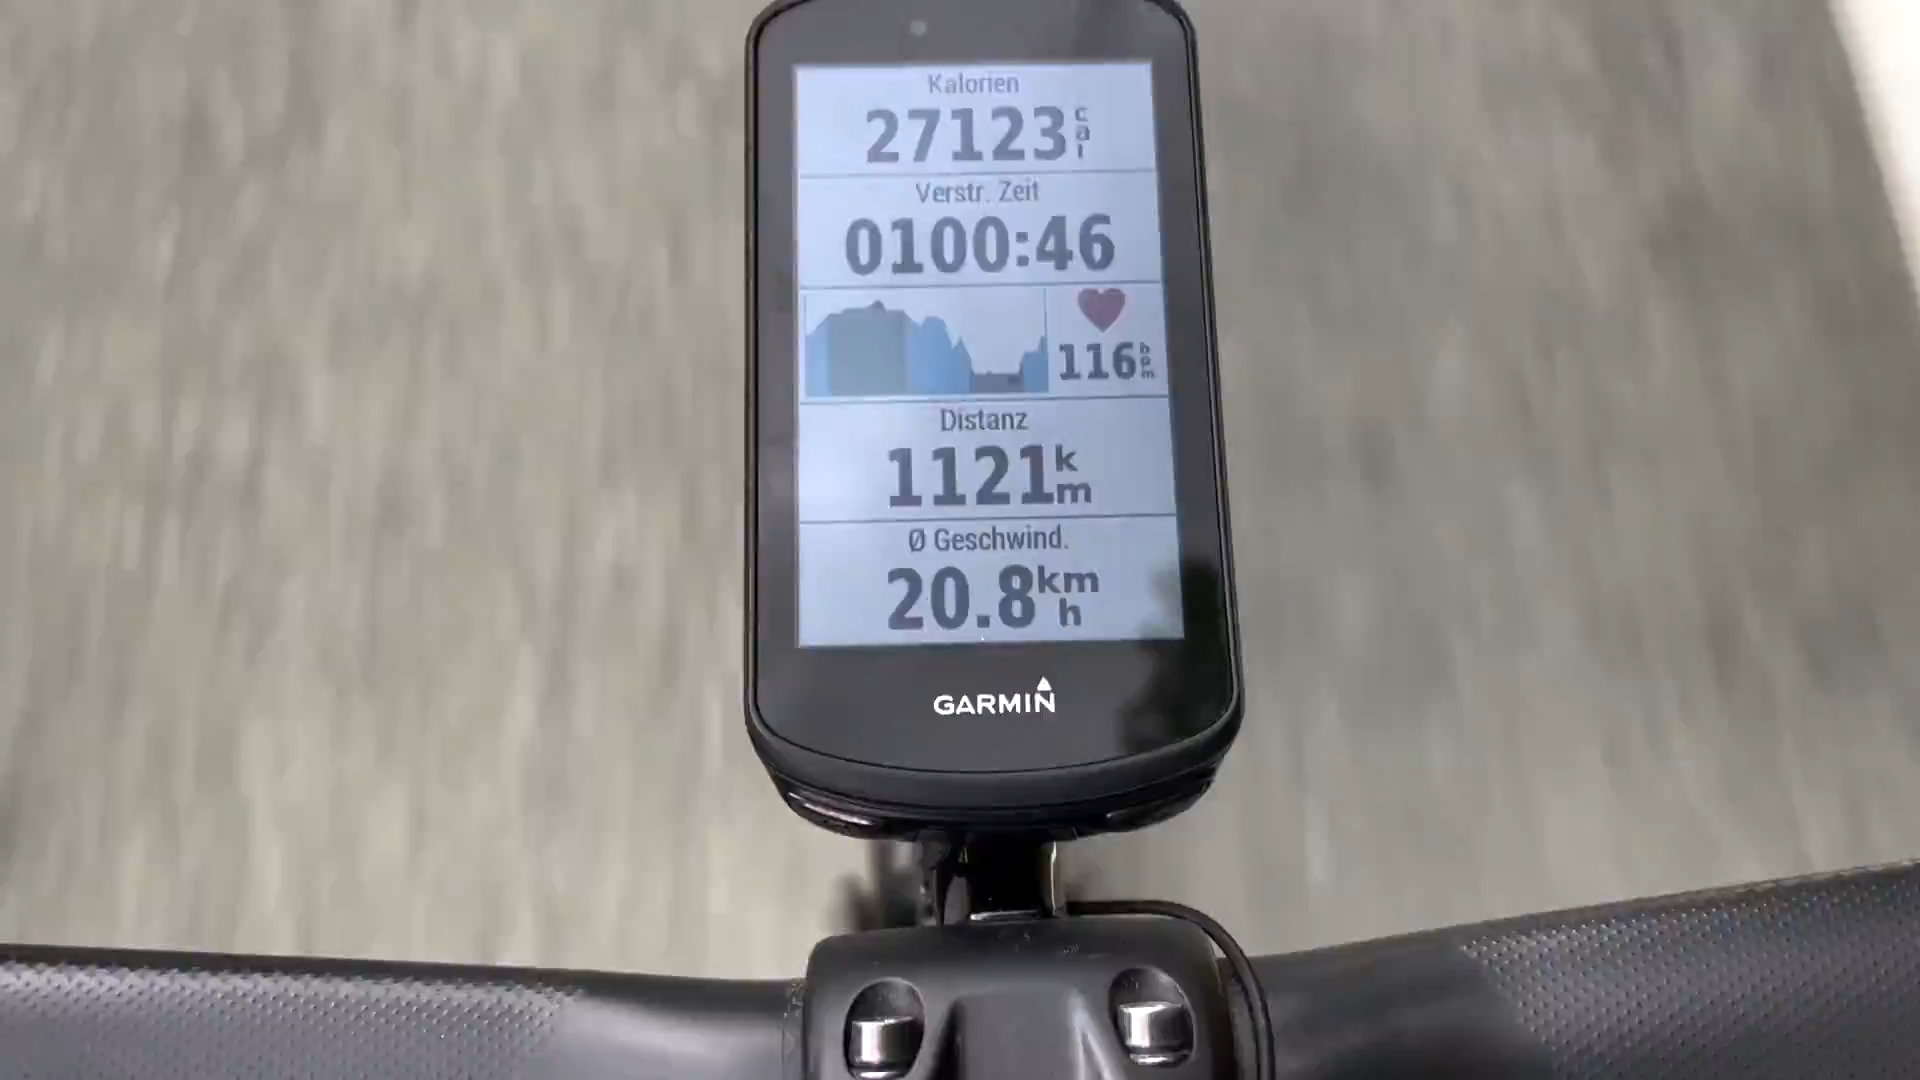 Kalorien
27123 cal
Verstr. Zeit
0100:46
116 bpm
Distanz
1121 km
Ø Geschwind.
20.8 km h
GARMIN